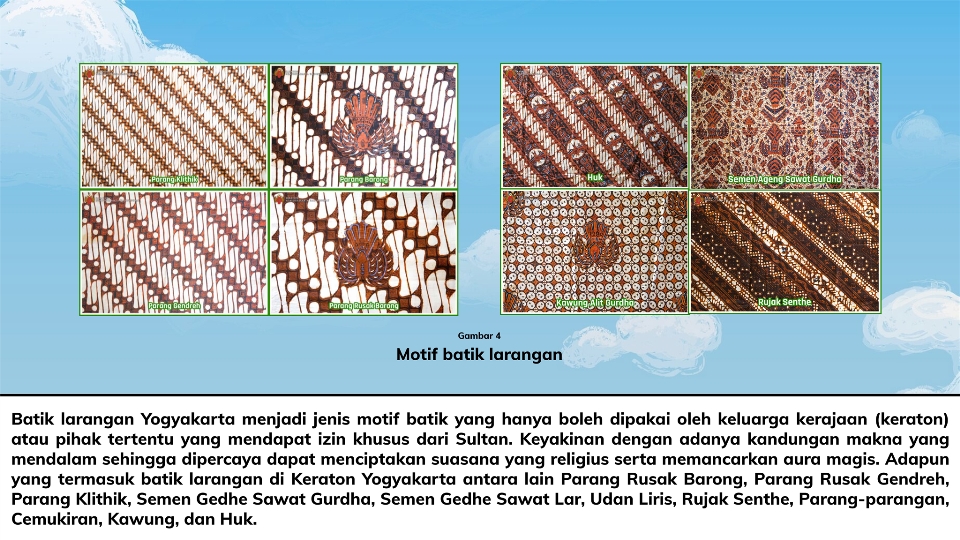 Parang Klithik
Parang Barong
Huk
Semen Ageng Sawat Gurdha
Parang Gendreh
Parang Rusak Barong
Kawung Alit Gurdha
Rujak Senthe
Gambar 4
Motif batik larangan
Batik larangan Yogyakarta menjadi jenis motif batik yang hanya boleh dipakai oleh keluarga kerajaan (keraton)
atau pihak tertentu yang mendapat izin khusus dari Sultan. Keyakinan dengan adanya kandungan makna yang
mendalam sehingga dipercaya dapat menciptakan suasana yang religius serta memancarkan aura magis. Adapun
yang termasuk batik larangan di Keraton Yogyakarta antara lain Parang Rusak Barong, Parang Rusak Gendreh,
Parang Klithik, Semen Gedhe Sawat Gurdha, Semen Gedhe Sawat Lar, Udan Liris, Rujak Senthe, Parang-parangan,
Cemukiran, Kawung, dan Huk.